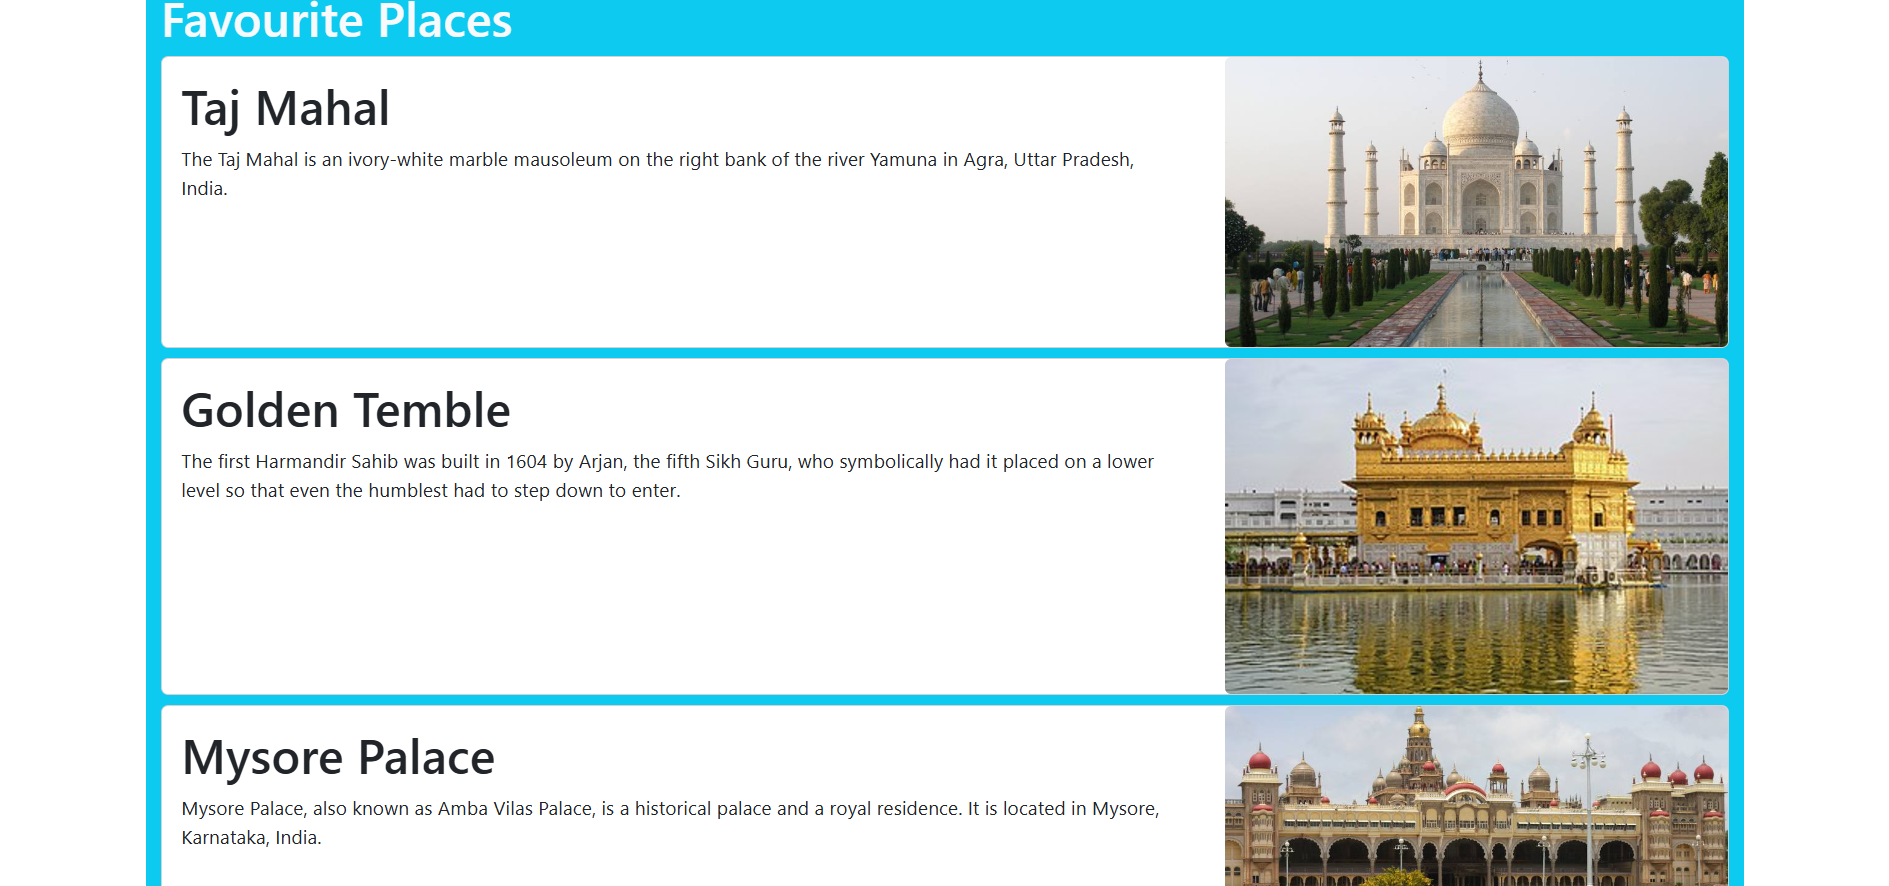 Favourite Places
Taj Mahal
The Taj Mahal is an ivory-white marble mausoleum on the right bank of the river Yamuna in Agra, Uttar Pradesh,
India.
Golden Temble
The first Harmandir Sahib was built in 1604 by Arjan, the fifth Sikh Guru, who symbolically had it placed on a lower
level so that even the humblest had to step down to enter.
Mysore Palace
Mysore Palace, also known as Amba Vilas Palace, is a historical palace and a royal residence. It is located in Mysore,
Karnataka, India.